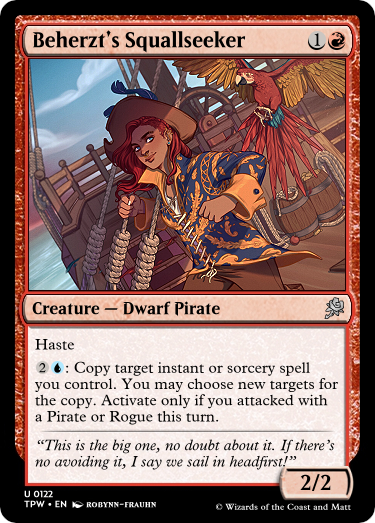 Beherzt's Squallseeker 1
Creature — Dwarf Pirate
Haste
2 : Copy target instant or sorcery spell
you control. You may choose new targets for
the copy. Activate only if you attacked with
a Pirate or Rogue this turn.
“This is the big one, no doubt about it. If there's
no avoiding it, I say we sail in headfirst!”
2/2
U 0122
TPW • EN ROBYNN-FRAUHN
© Wizards of the Coast and Matt